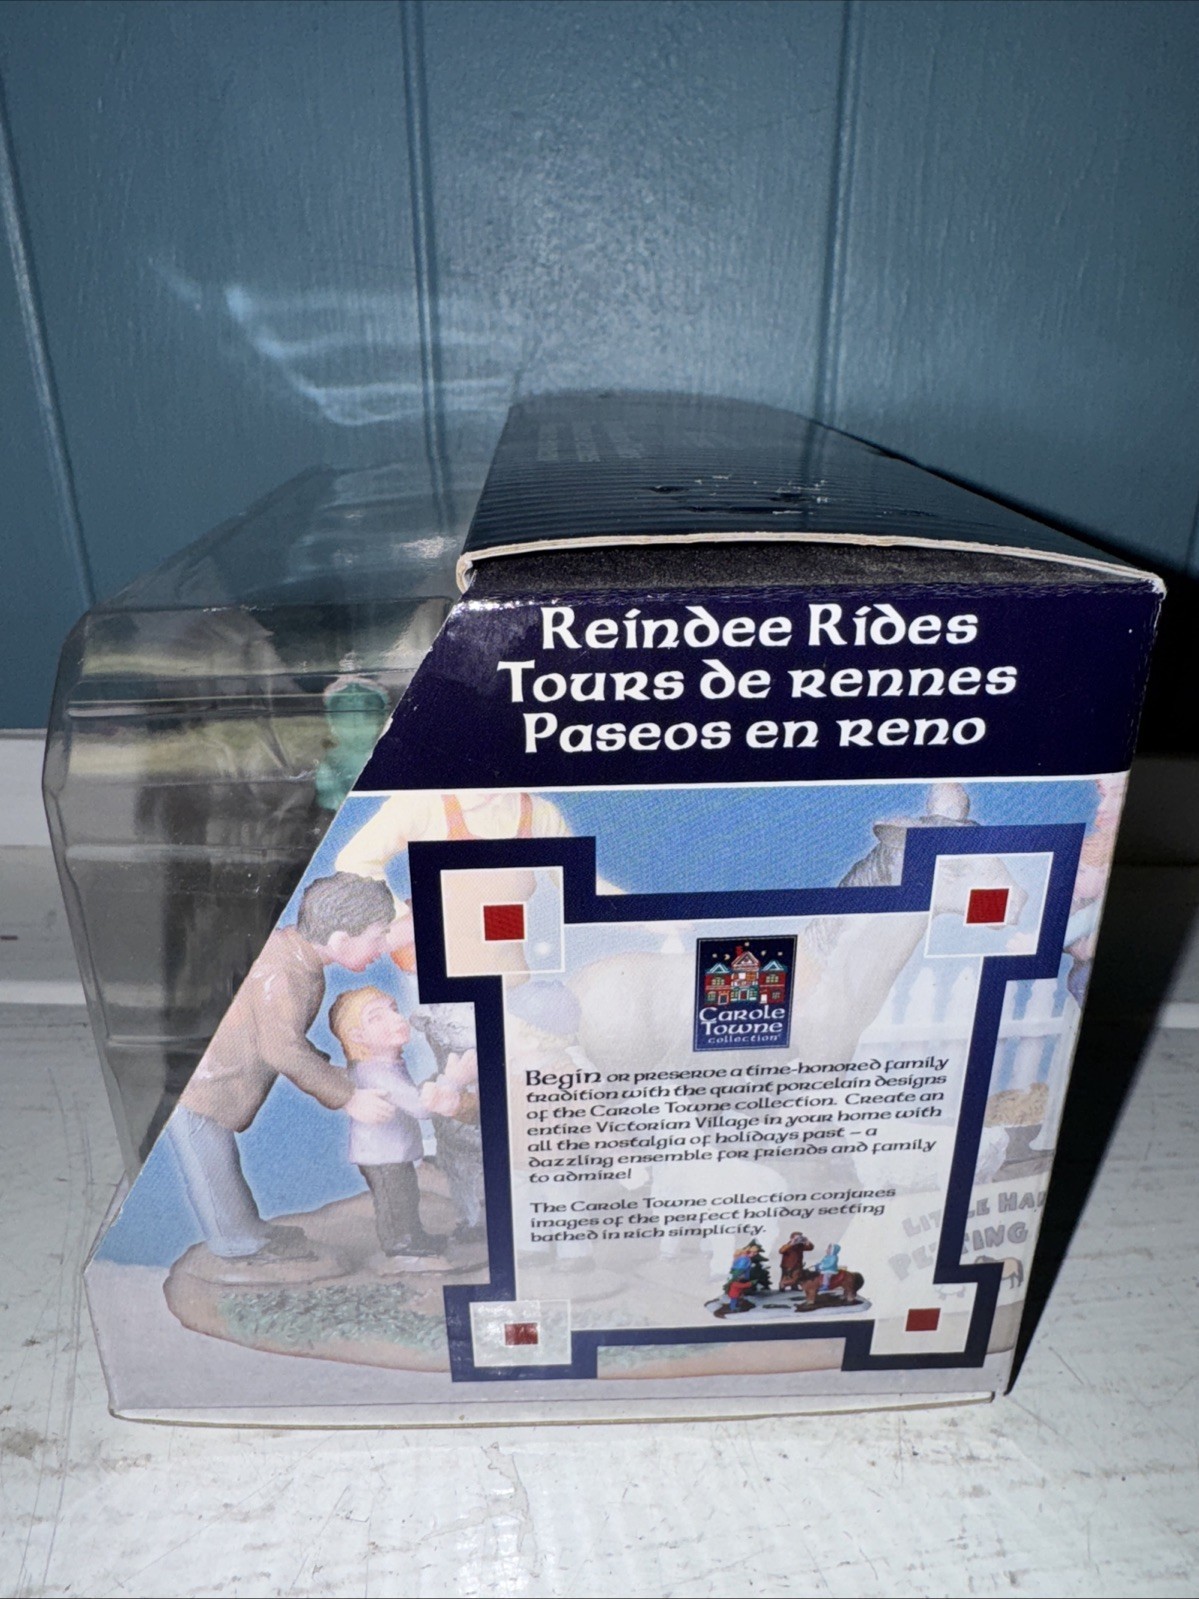 Reindee Rides
Tours de rennes
Paseos en reno
Carole
Towne
collection
Begin or preserve a time-honored family
tradition with the quaint porcelain designs
of the Carole Towne collection. Create an
entire Victorian Village in your home with
all the nostalgia of holidays past – a
dazzling ensemble for friends and family
to admire!
The Carole Towne collection conjures
images of the perfect holiday setting
bathed in rich simplicity.